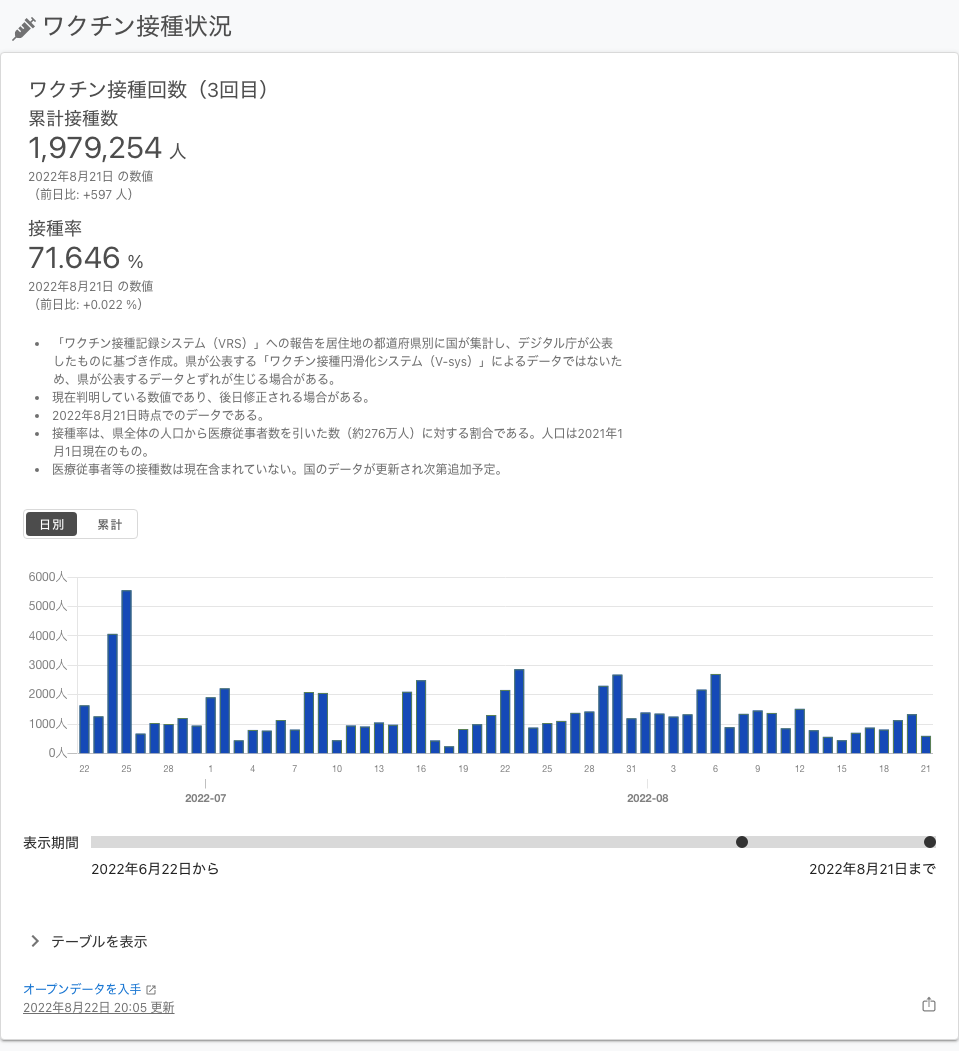 ワクチン接種状況
ワクチン接種回数（3回目）
累計接種数
1,979,254 人
2022年8月21日 の数値
（前日比: +597 人）
接種率
71.646 %
2022年8月21日 の数値
（前日比: +0.022 %）
• 「ワクチン接種記録システム（VRS）」への報告を居住地の都道府県別に国が集計し、デジタル庁が公表
したものに基づき作成。県が公表する「ワクチン接種円滑化システム（V-sys）」によるデータではないた
め、県が公表するデータとずれが生じる場合がある。
• 現在判明している数値であり、後日修正される場合がある。
• 2022年8月21日時点でのデータである。
• 接種率は、県全体の人口から医療従事者数を引いた数（約276万人）に対する割合である。人口は2021年1
月1日現在のもの。
• 医療従事者等の接種数は現在含まれていない。国のデータが更新され次第追加予定。
日別 累計
6000人
5000人
4000人
3000人
2000人
1000人
0人
22 25 28 1 4 7 10 13 16 19 22 25 28 31 3 6 9 12 15 18 21
2022-07 2022-08
表示期間
2022年6月22日から 2022年8月21日まで
テーブルを表示
オープンデータを入手
2022年8月22日 20:05 更新